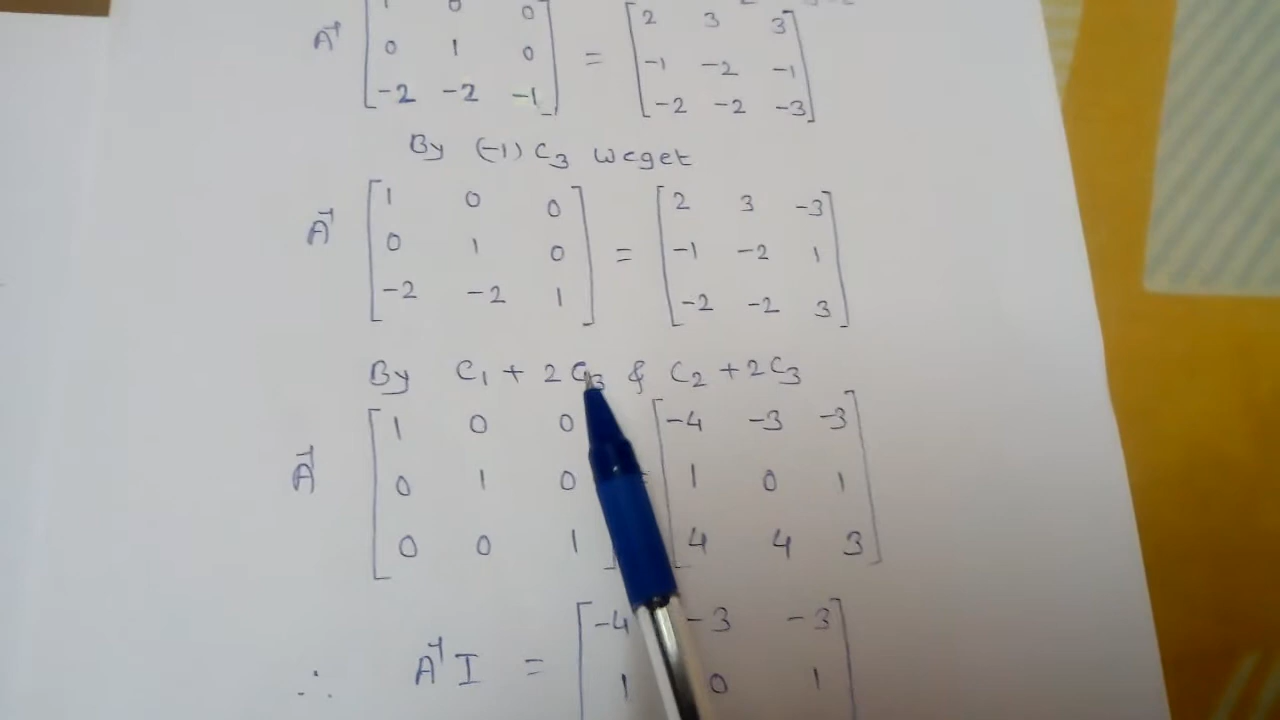 1 0 0
A⁻¹ 0 1 0 = 2 3 3
-2 -2 -1 -1 -2 -1
-2 -2 -3
By (-1) C3 we get
A⁻¹ 1 0 0 = 2 3 -3
0 1 0 -1 -2 1
-2 -2 1 -2 -2 3
By C1 + 2C3 & C2 + 2C3
A⁻¹ 1 0 0 = -4 -3 -3
0 1 0 1 0 1
0 0 1 4 4 3
∴ A⁻¹ I = -4 -3 -3
1 0 1